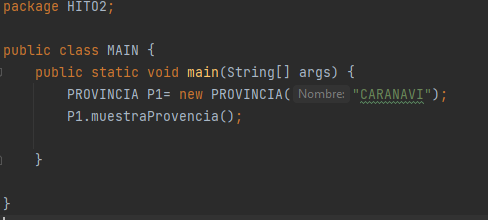 package HITO2;
public class MAIN {
public static void main(String[] args) {
PROVINCIA P1= new PROVINCIA( Nombre: "CARANAVI");
P1.muestraProvencia();
}
}